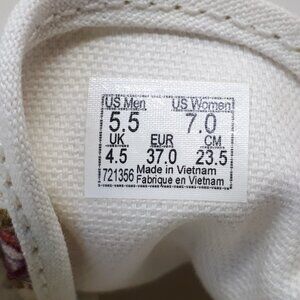 US Men US Women
5.5 7.0
UK EUR CM
4.5 37.0 23.5
721356 Made in Vietnam
Fabrique en Vietnam